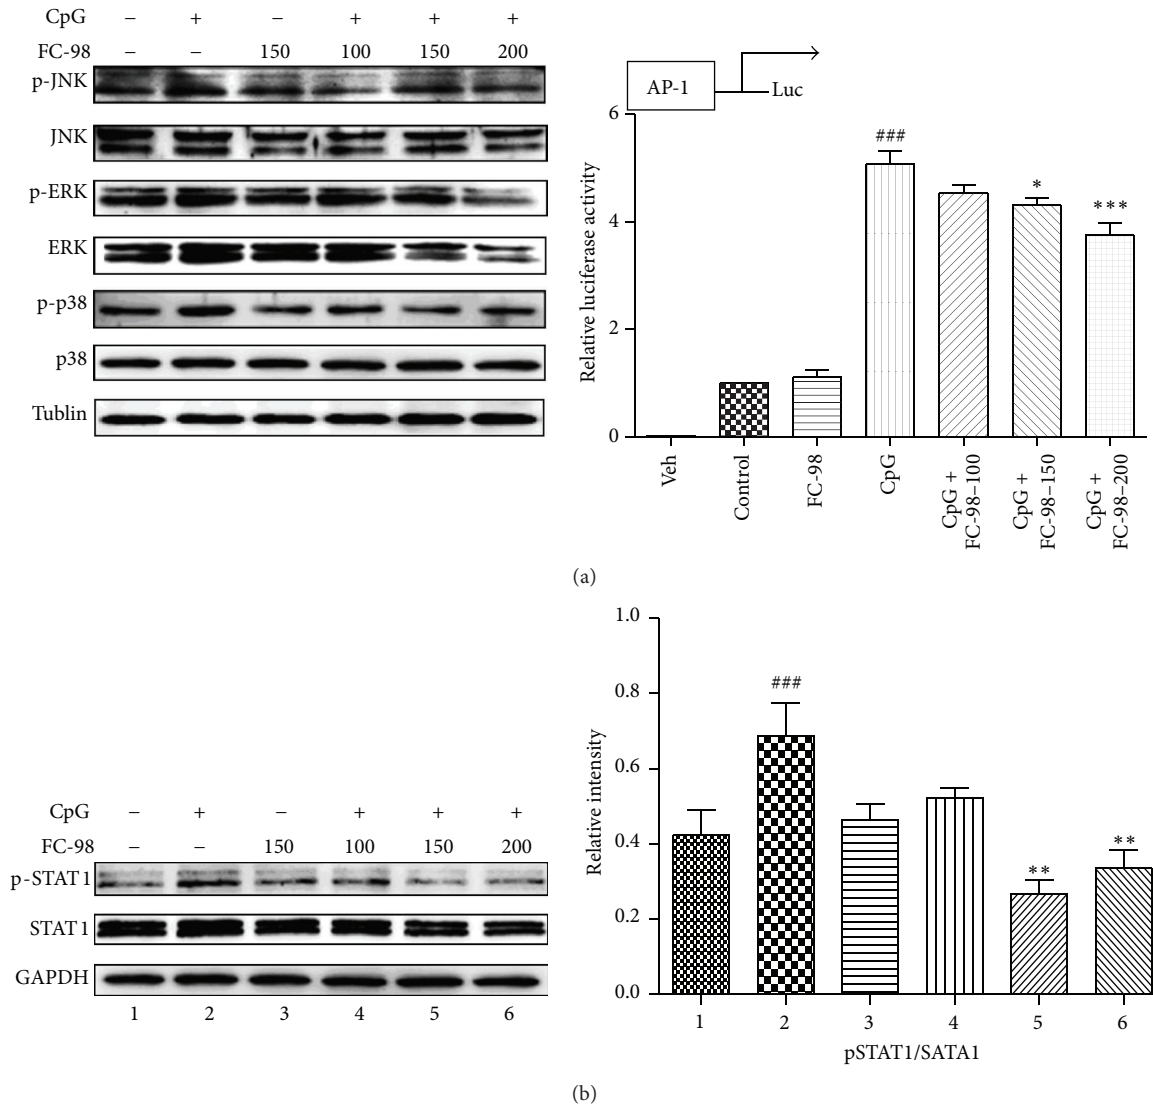 CpG − + − + + +
FC-98 − − 150 100 150 200
p-JNK
JNK
p-ERK
ERK
p-p38
p38
Tublin
AP-1
Luc
Relative luciferase activity
6
4
2
0
###
*
***
Veh
Control
FC-98
CpG
CpG +
FC-98–100
CpG +
FC-98–150
CpG +
FC-98–200
(a)
CpG − + − + + +
FC-98 − − 150 100 150 200
p-STAT1
STAT1
GAPDH
1 2 3 4 5 6
Relative intensity
1.0
0.8
0.6
0.4
0.2
0.0
###
**
**
1 2 3 4 5 6
pSTAT1/SATA1
(b)